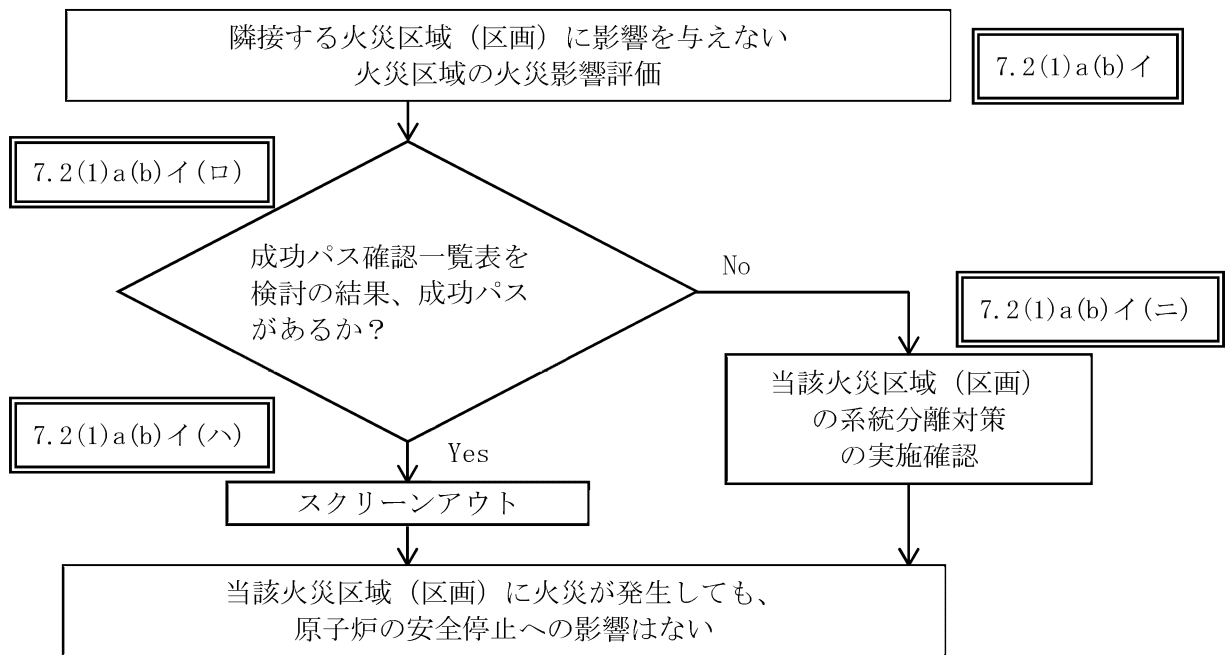 隣接する火災区域（区画）に影響を与えない
火災区域の火災影響評価
7.2(1)a(b)イ
7.2(1)a(b)イ(ロ)
成功パス確認一覧表を
検討の結果、成功パス
があるか？
No
7.2(1)a(b)イ(ニ)
当該火災区域（区画）
の系統分離対策
の実施確認
7.2(1)a(b)イ(ハ)
Yes
スクリーンアウト
当該火災区域（区画）に火災が発生しても、
原子炉の安全停止への影響はない